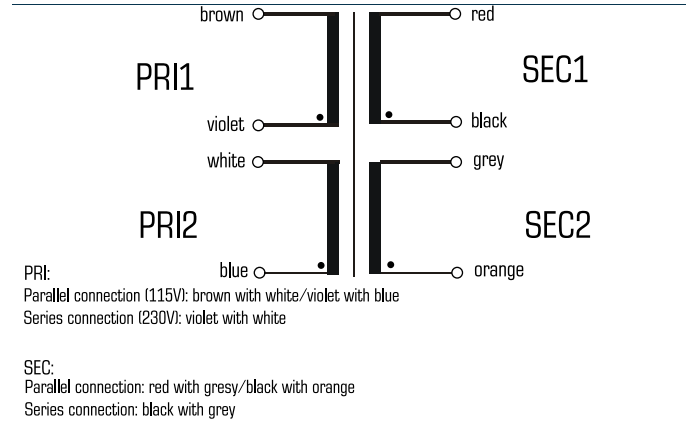 brown
red
PRI1
SEC1
violet
black
white
grey
PRI2
SEC2
blue
orange
PRI:
Parallel connection (115V): brown with white/violet with blue
Series connection (230V): violet with white
SEC:
Parallel connection: red with gresy/black with orange
Series connection: black with grey